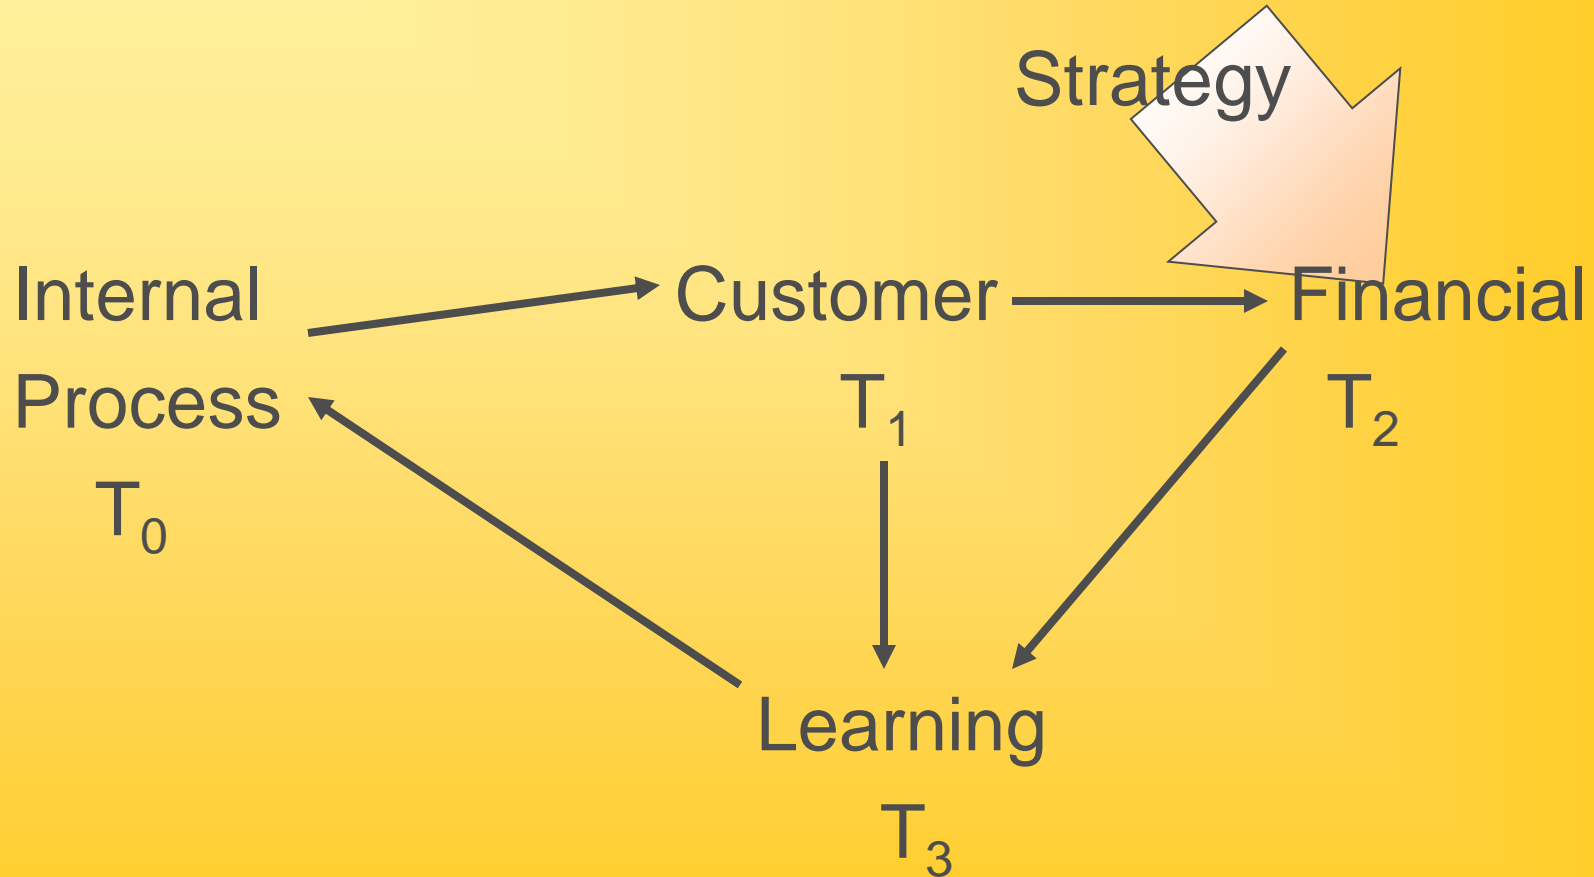 Strategy
Internal Customer Financial
Process T₁ T₂
T₀
Learning
T₃